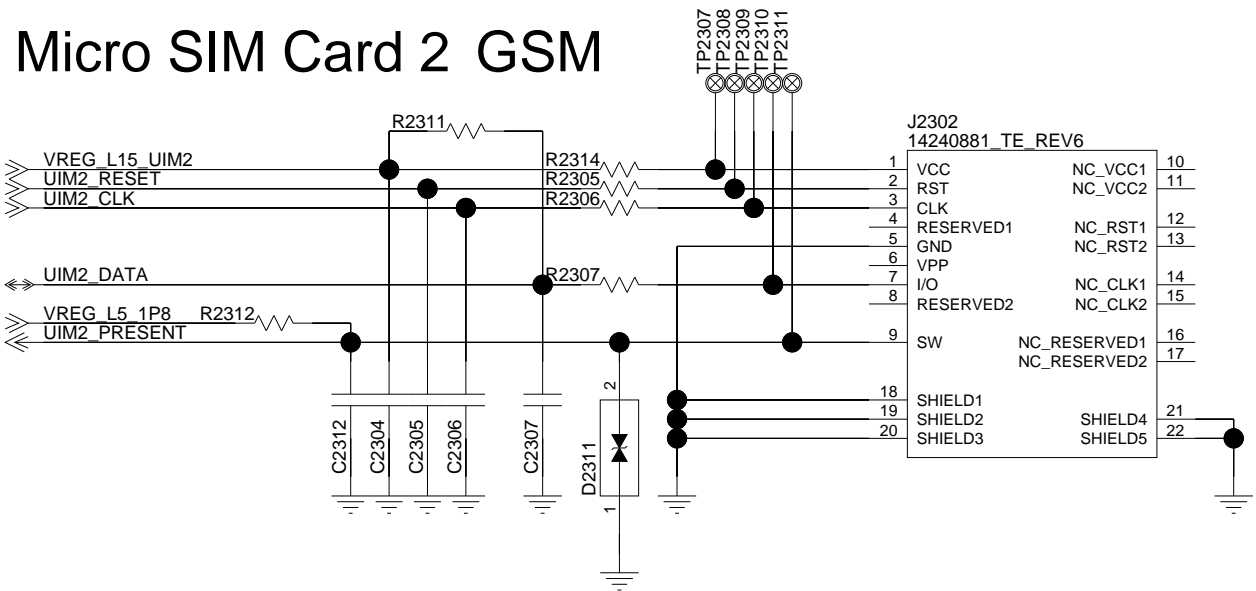 Micro SIM Card 2 GSM
TP2307
TP2308
TP2309
TP2310
TP2311
J2302
14240881_TE_REV6
R2311
VREG_L15_UIM2
R2314
1
VCC
NC_VCC1
10
UIM2_RESET
R2305
2
RST
NC_VCC2
11
UIM2_CLK
R2306
3
CLK
4
RESERVED1
NC_RST1
12
5
GND
NC_RST2
13
6
VPP
UIM2_DATA
R2307
7
I/O
NC_CLK1
14
8
RESERVED2
NC_CLK2
15
VREG_L5_1P8
R2312
UIM2_PRESENT
9
SW
NC_RESERVED1
16
NC_RESERVED2
17
2
18
SHIELD1
19
SHIELD2
SHIELD4
21
20
SHIELD3
SHIELD5
22
C2312
C2304
C2305
C2306
C2307
D2311
1